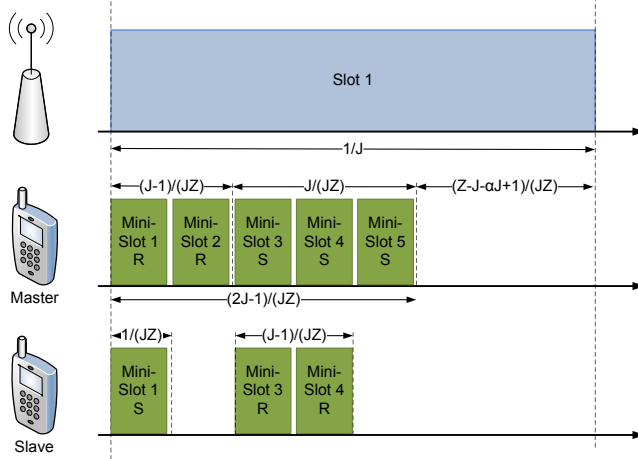 Slot 1
1/J
(J-1)/(JZ)
J/(JZ)
(Z-J-αJ+1)/(JZ)
Mini-
Slot 1
R
Mini-
Slot 2
R
Mini-
Slot 3
S
Mini-
Slot 4
S
Mini-
Slot 5
S
Master
(2J-1)/(JZ)
1/(JZ)
(J-1)/(JZ)
Mini-
Slot 1
S
Mini-
Slot 3
R
Mini-
Slot 4
R
Slave